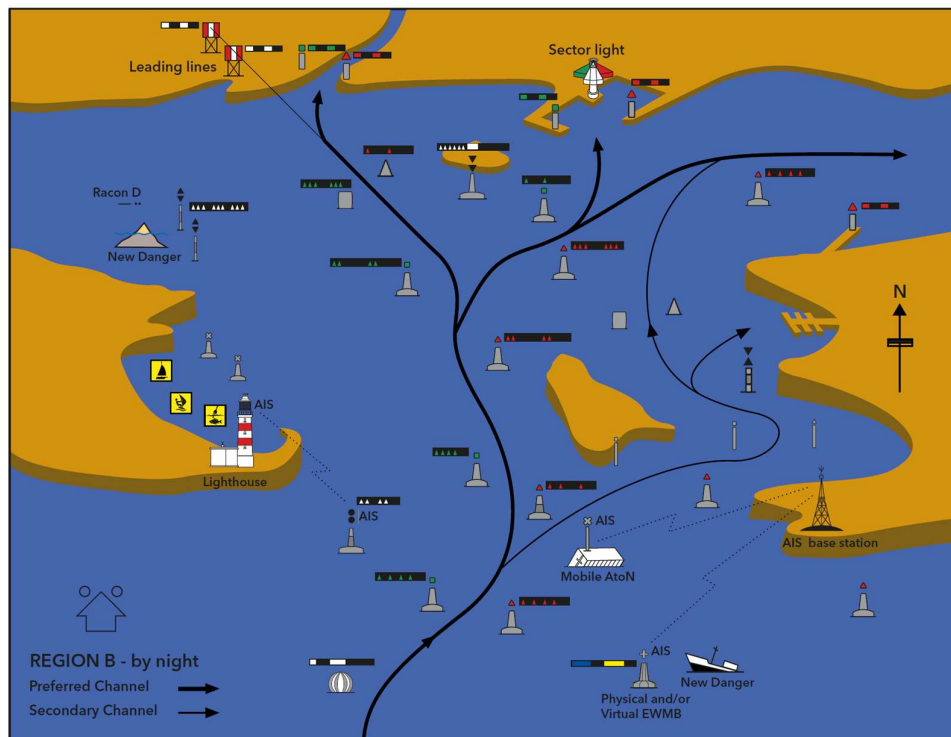 Leading lines
Sector light
Racon D
New Danger
N
AIS
Lighthouse
AIS
AIS
Mobile AtoN
AIS base station
REGION B - by night
Preferred Channel
Secondary Channel
AIS
New Danger
Physical and/or
Virtual EWMB